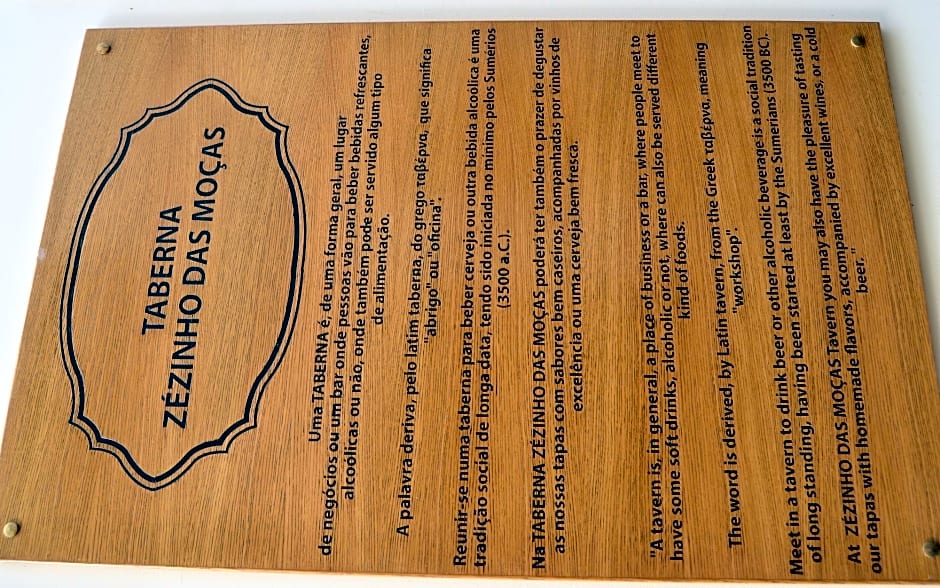 TABERNA
ZÉZINHO DAS MOÇAS
Uma TABERNA é, de uma forma geral, um lugar
de negócios ou um bar onde pessoas vão para beber bebidas refrescantes,
alcoólicas ou não, onde também pode ser servido algum tipo
de alimentação.
A palavra deriva, pelo latim taberna, do grego ταβέρνα, que significa
"abrigo" ou "oficina".
Reunir-se numa taberna para beber cerveja ou outra bebida alcoólica é uma
tradição social de longa data, tendo sido iniciada no mínimo pelos Sumérios
(3500 a.C.).
Na TABERNA ZÉZINHO DAS MOÇAS poderá ter também o prazer de degustar
as nossas tapas com sabores bem caseiros, acompanhadas por vinhos de
excelência ou uma cerveja bem fresca.
"A tavern is, in general, a place of business or a bar, where people meet to
have some soft drinks, alcoholic or not, where can also be served different
kind of foods.
The word is derived, by Latin tavern, from the Greek ταβέρνα, meaning
"workshop".
Meet in a tavern to drink beer or other alcoholic beverage is a social tradition
of long standing, having been started at least by the Sumerians (3500 BC).
At ZÉZINHO DAS MOÇAS Tavern you may also have the pleasure of tasting
our tapas with homemade flavors, accompanied by excellent wines, or a cold
beer."